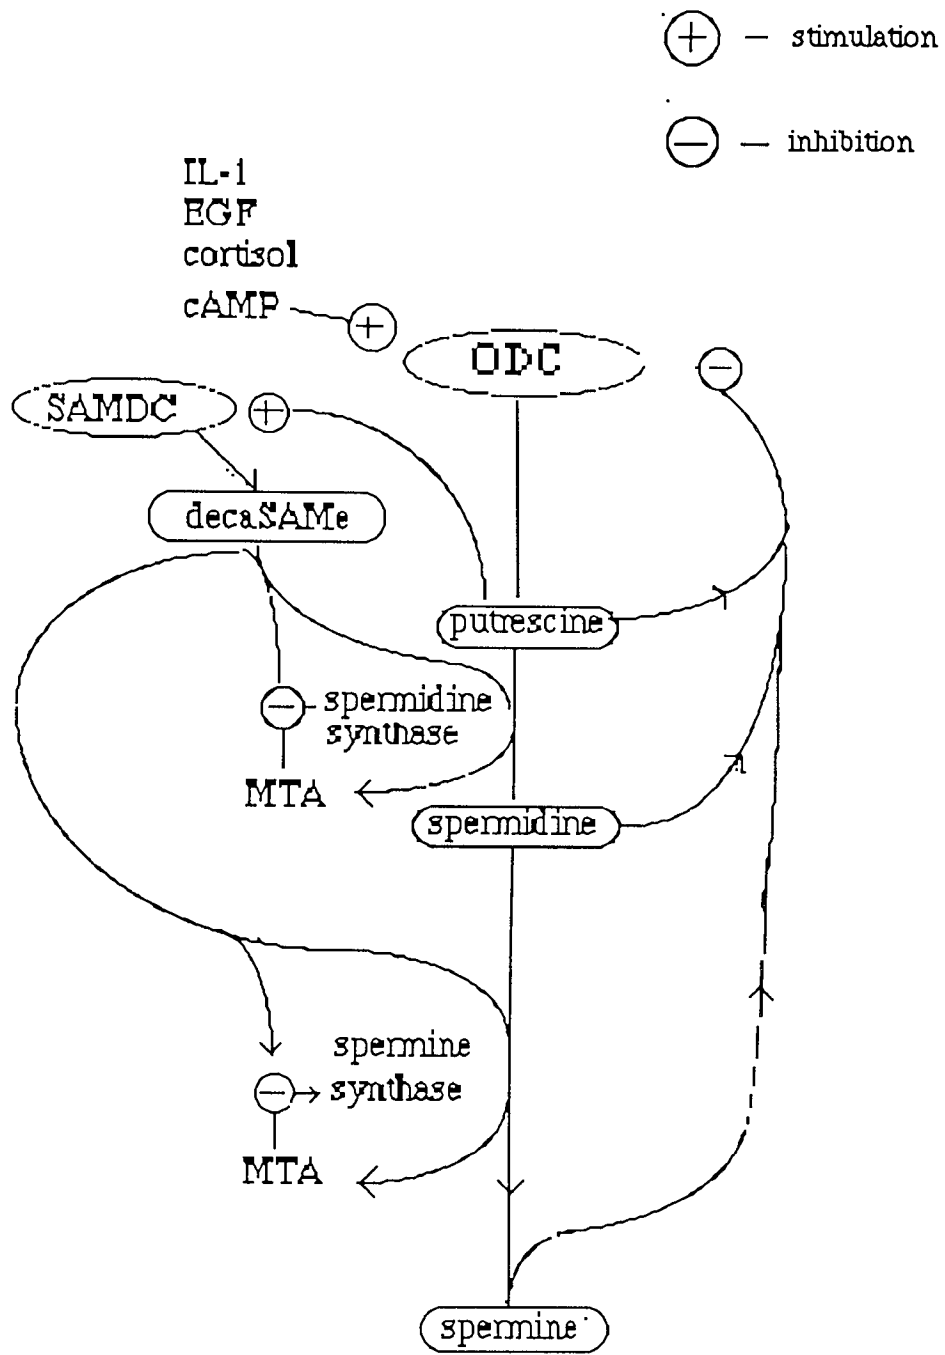 + — stimulation
− — inhibition
IL-1
EGF
cortisol
cAMP
+
ODC
−
SAMDC
+
decaSAMe
putrescine
− spermidine
synthase
MTA
spermidine
spermine
− synthase
MTA
spermine